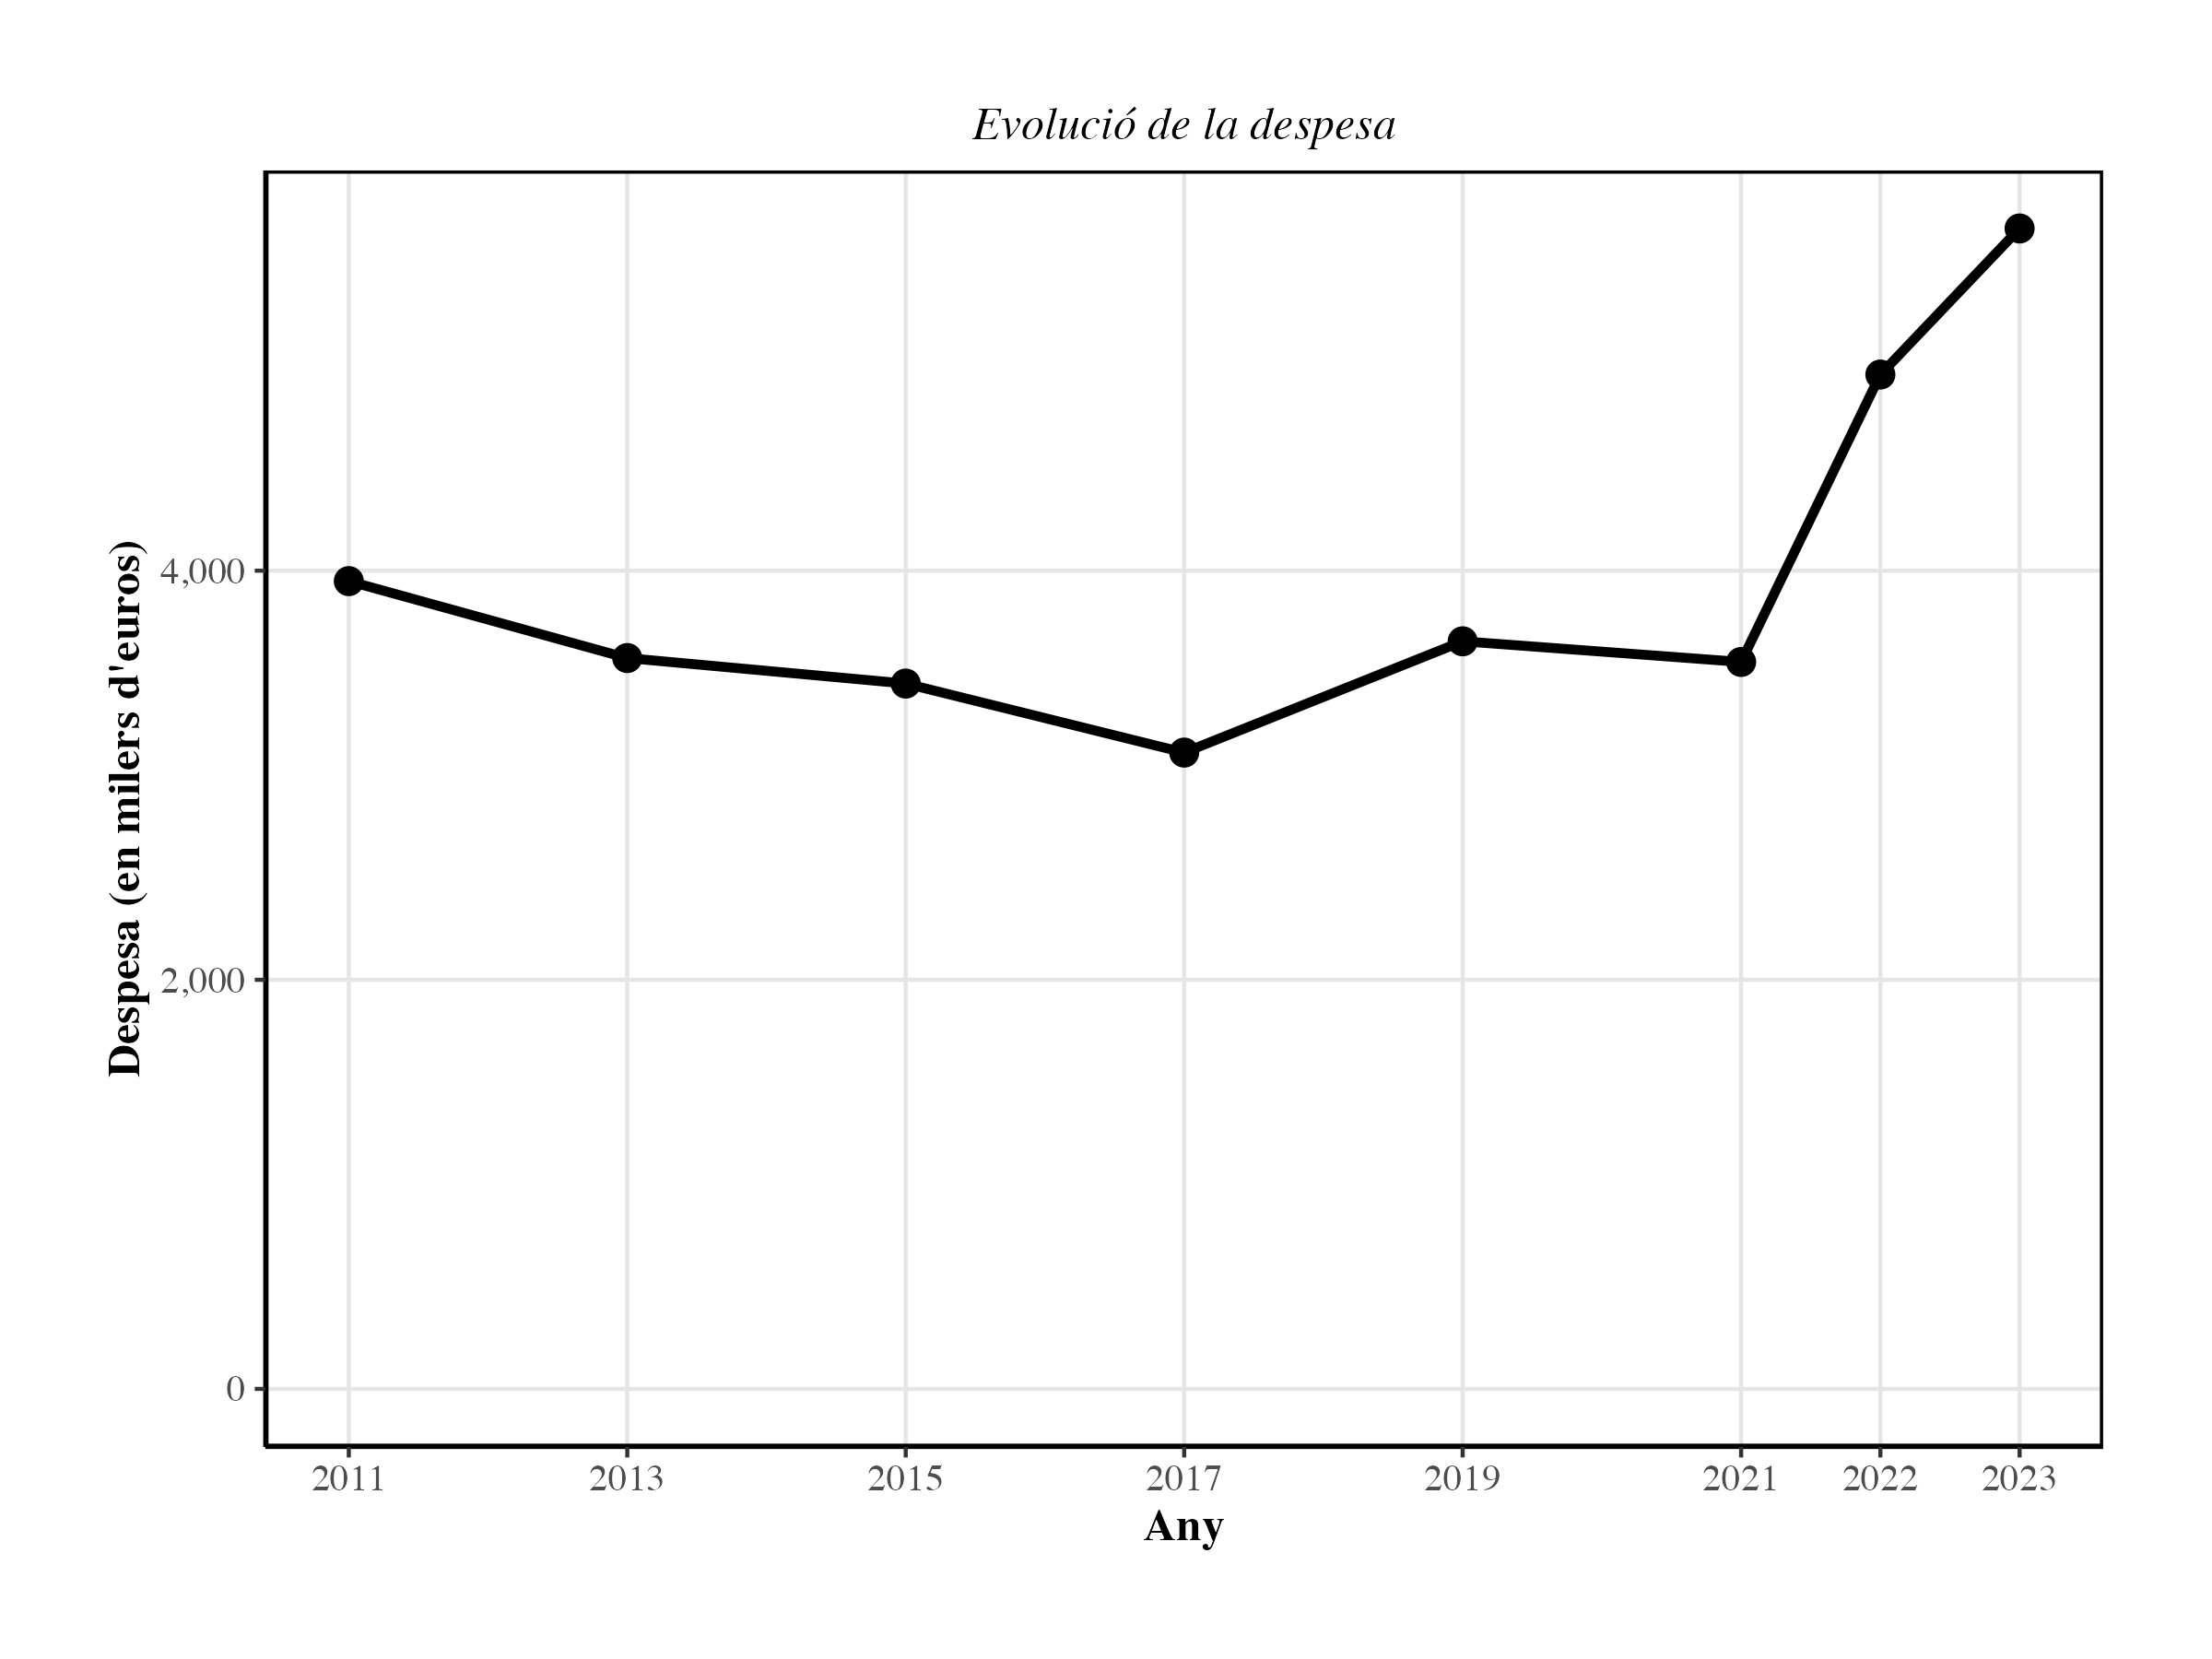 Evolució de la despesa
Despesa (en milers d'euros)
4,000
2,000
0
2011 2013 2015 2017 2019 2021 2022 2023
Any